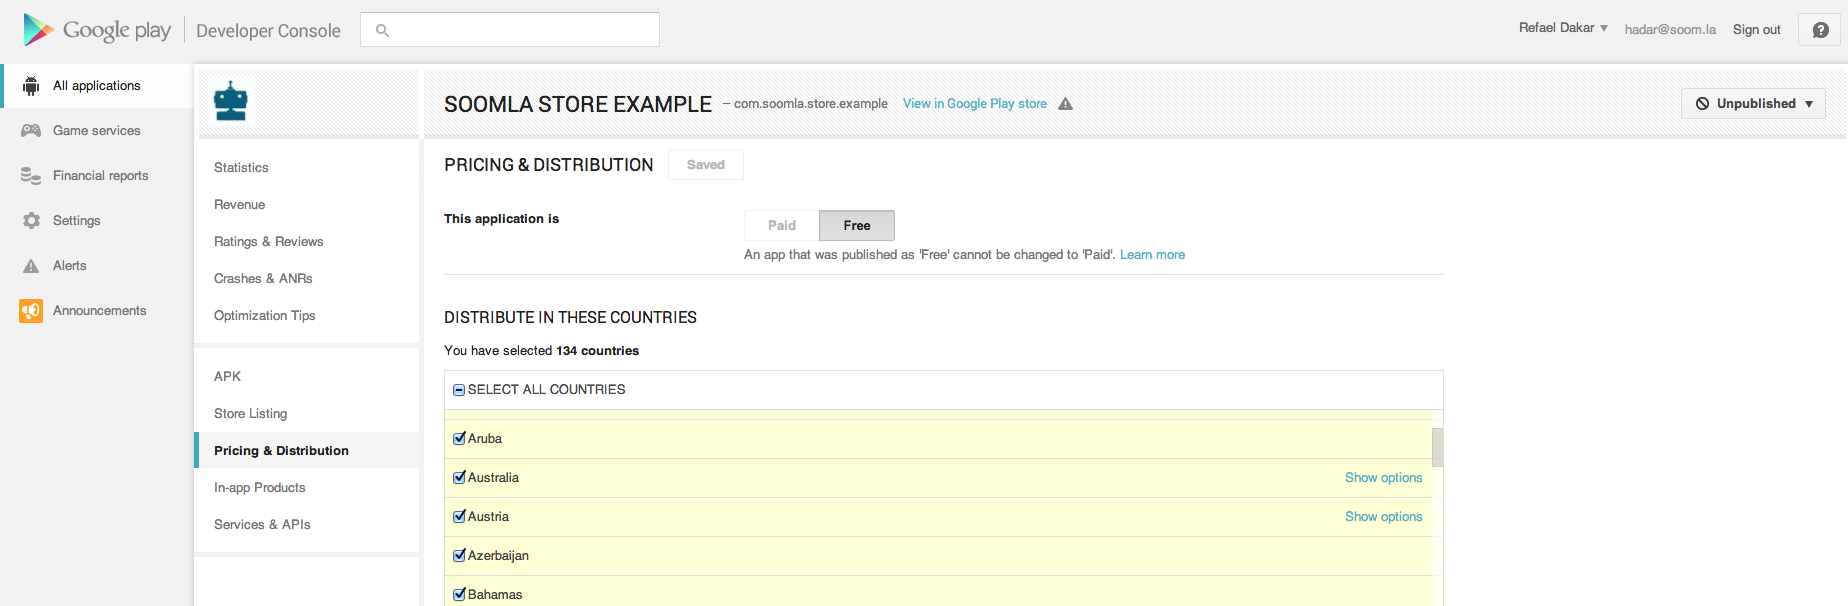 Google play Developer Console
Refael Dakar ▼ hadar@soom.la Sign out
All applications
Game services
Financial reports
Settings
Alerts
Announcements
SOOMLA STORE EXAMPLE – com.soomla.store.example View in Google Play store
Unpublished ▼
Statistics
Revenue
Ratings & Reviews
Crashes & ANRs
Optimization Tips
APK
Store Listing
Pricing & Distribution
In-app Products
Services & APIs
PRICING & DISTRIBUTION Saved
This application is Paid Free
An app that was published as 'Free' cannot be changed to 'Paid'. Learn more
DISTRIBUTE IN THESE COUNTRIES
You have selected 134 countries
SELECT ALL COUNTRIES
Aruba
Australia Show options
Austria Show options
Azerbaijan
Bahamas